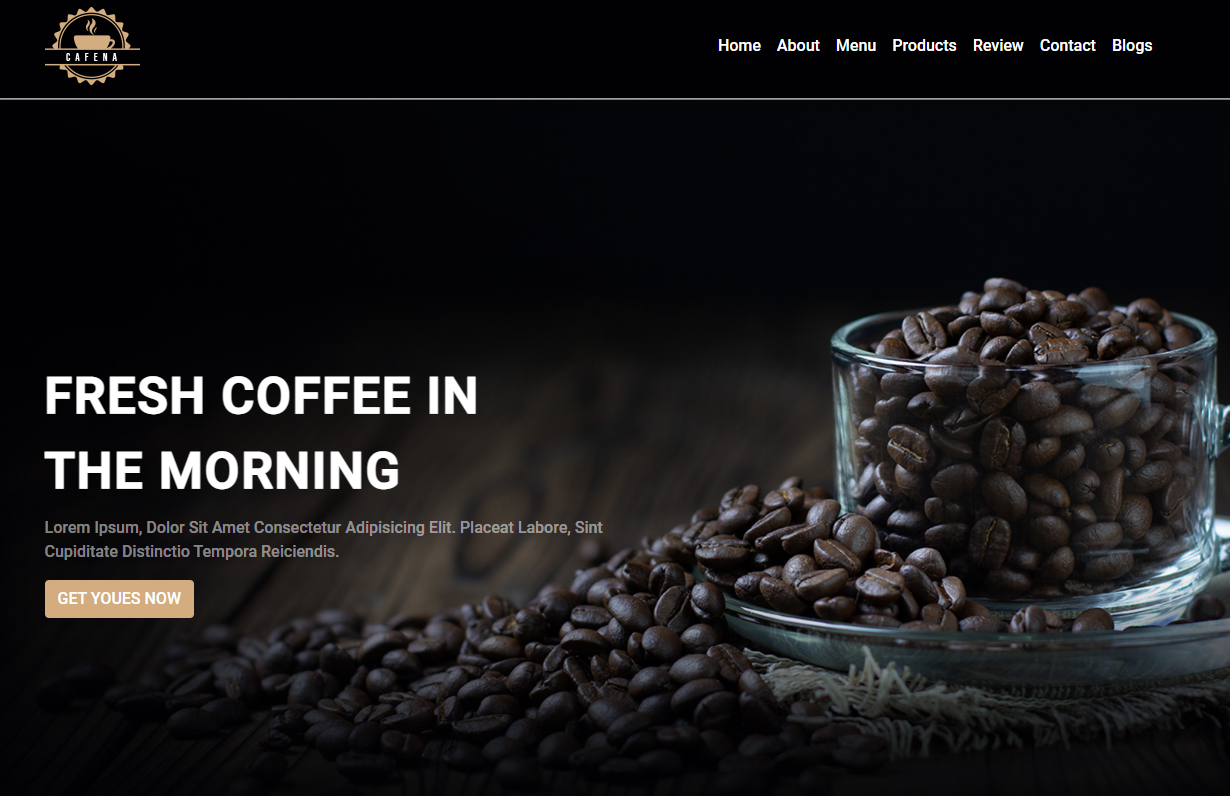 CAFENA
Home About Menu Products Review Contact Blogs
FRESH COFFEE IN
THE MORNING
Lorem Ipsum, Dolor Sit Amet Consectetur Adipisicing Elit. Placeat Labore, Sint
Cupiditate Distinctio Tempora Reiciendis.
GET YOUES NOW